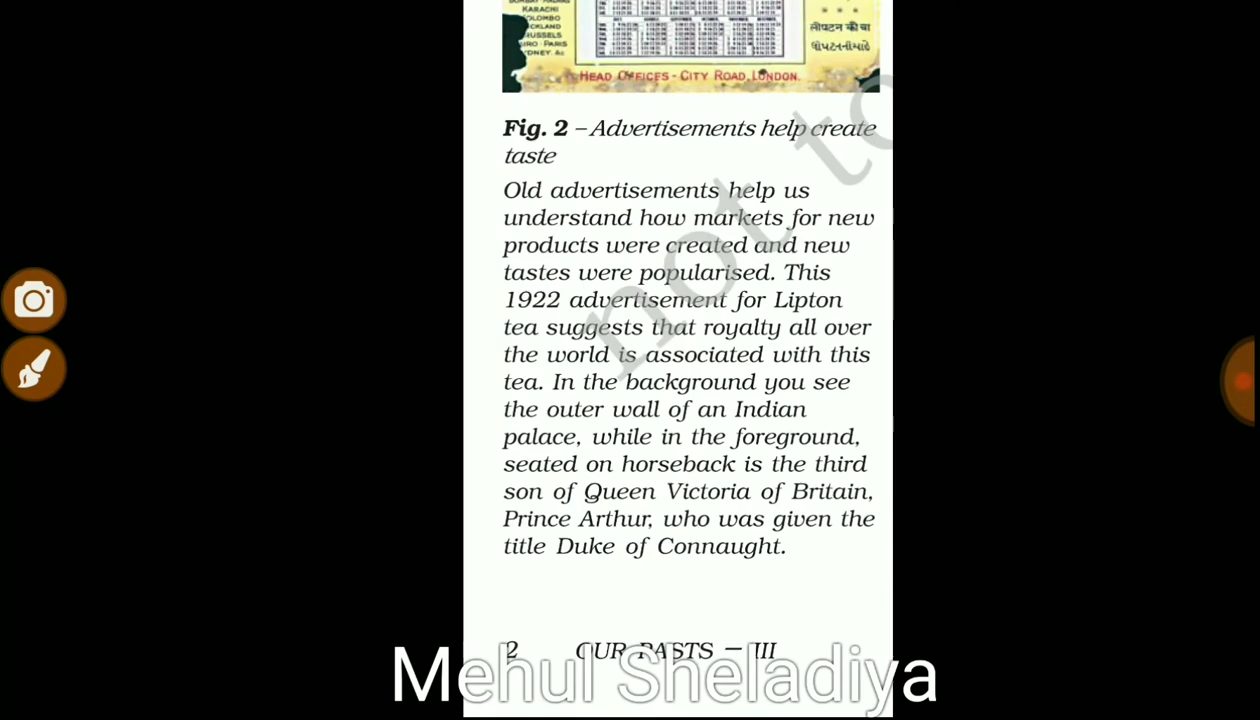 KARACHI
COLOMBO
HEAD OFFICES - CITY ROAD, LONDON.
लीपटन की चा
Fig. 2 – Advertisements help create
taste
Old advertisements help us
understand how markets for new
products were created and new
tastes were popularised. This
1922 advertisement for Lipton
tea suggests that royalty all over
the world is associated with this
tea. In the background you see
the outer wall of an Indian
palace, while in the foreground,
seated on horseback is the third
son of Queen Victoria of Britain,
Prince Arthur, who was given the
title Duke of Connaught.
not to
2 OUR PASTS – III
Mehul Sheladiya